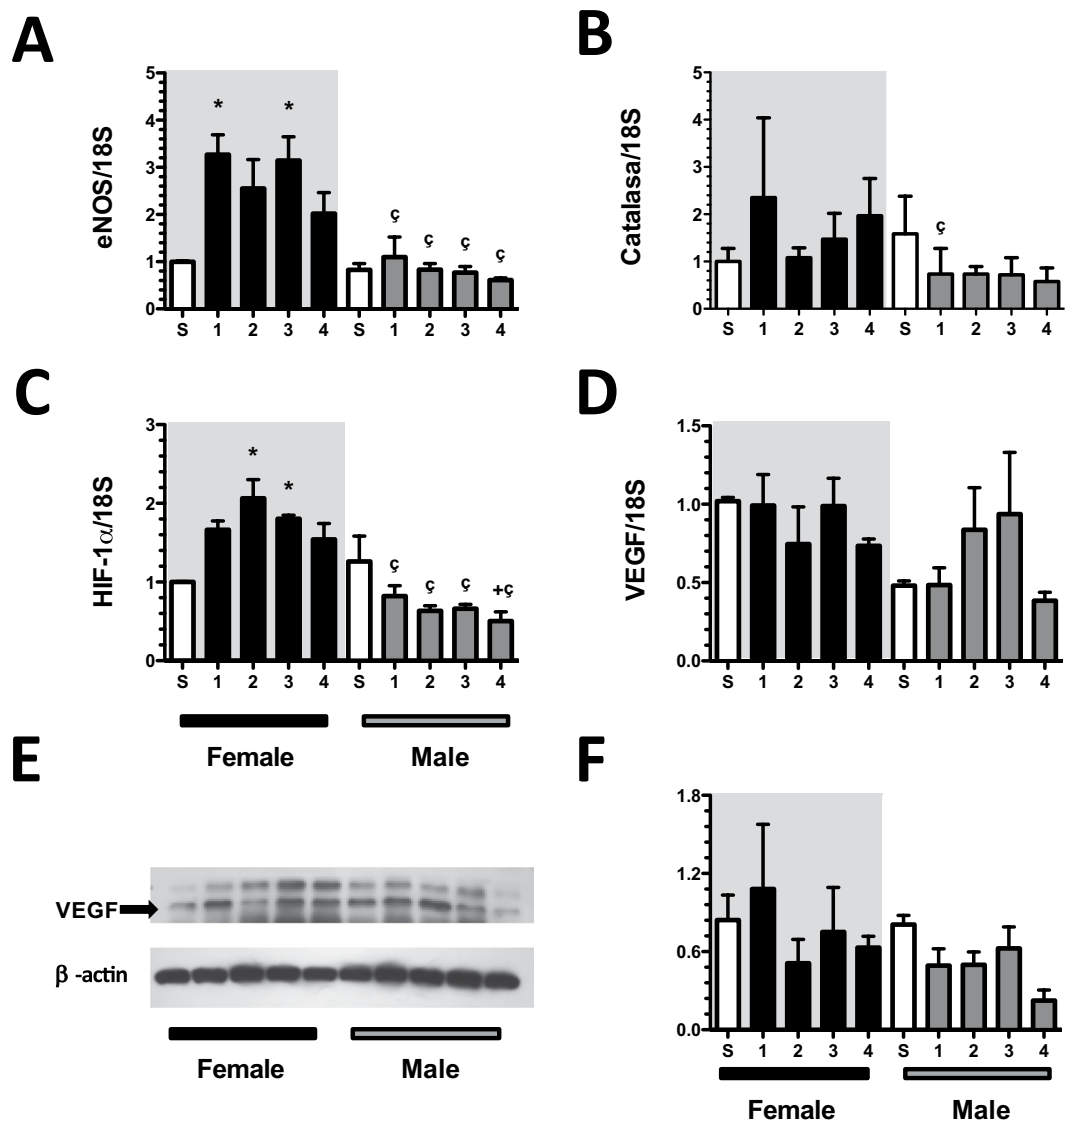 A
eNOS/18S
5
4
3
2
1
0
* *
ç ç ç ç
S 1 2 3 4 S 1 2 3 4
B
Catalasa/18S
5
4
3
2
1
0
ç
S 1 2 3 4 S 1 2 3 4
C
HIF-1α/18S
3
2
1
0
* *
ç ç ç +ç
S 1 2 3 4 S 1 2 3 4
Female Male
D
VEGF/18S
1.5
1.0
0.5
0.0
S 1 2 3 4 S 1 2 3 4
E
VEGF
β -actin
Female Male
F
1.8
1.2
0.6
0.0
S 1 2 3 4 S 1 2 3 4
Female Male